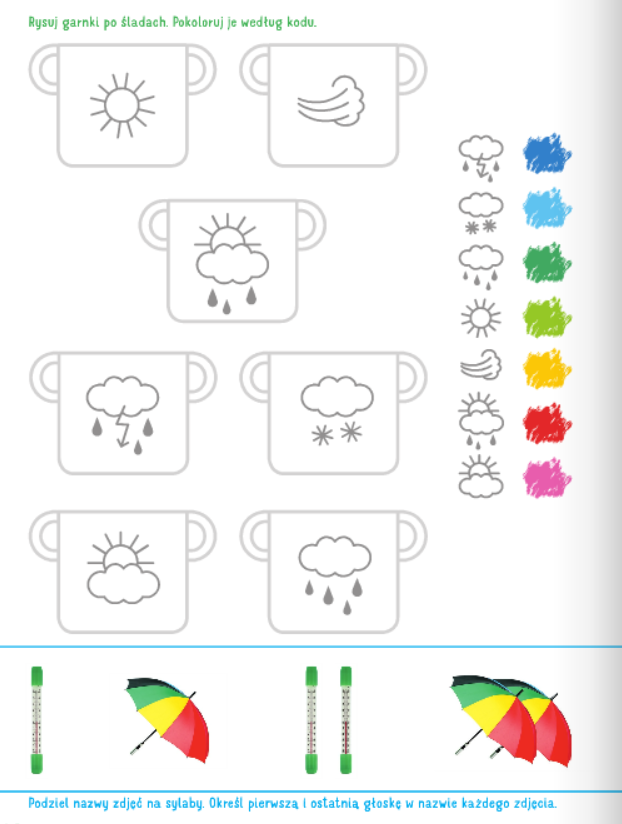 Rysuj garnki po śladach. Pokoloruj je według kodu.
Podziel nazwy zdjęć na sylaby. Określ pierwszą i ostatnią głoskę w nazwie każdego zdjęcia.